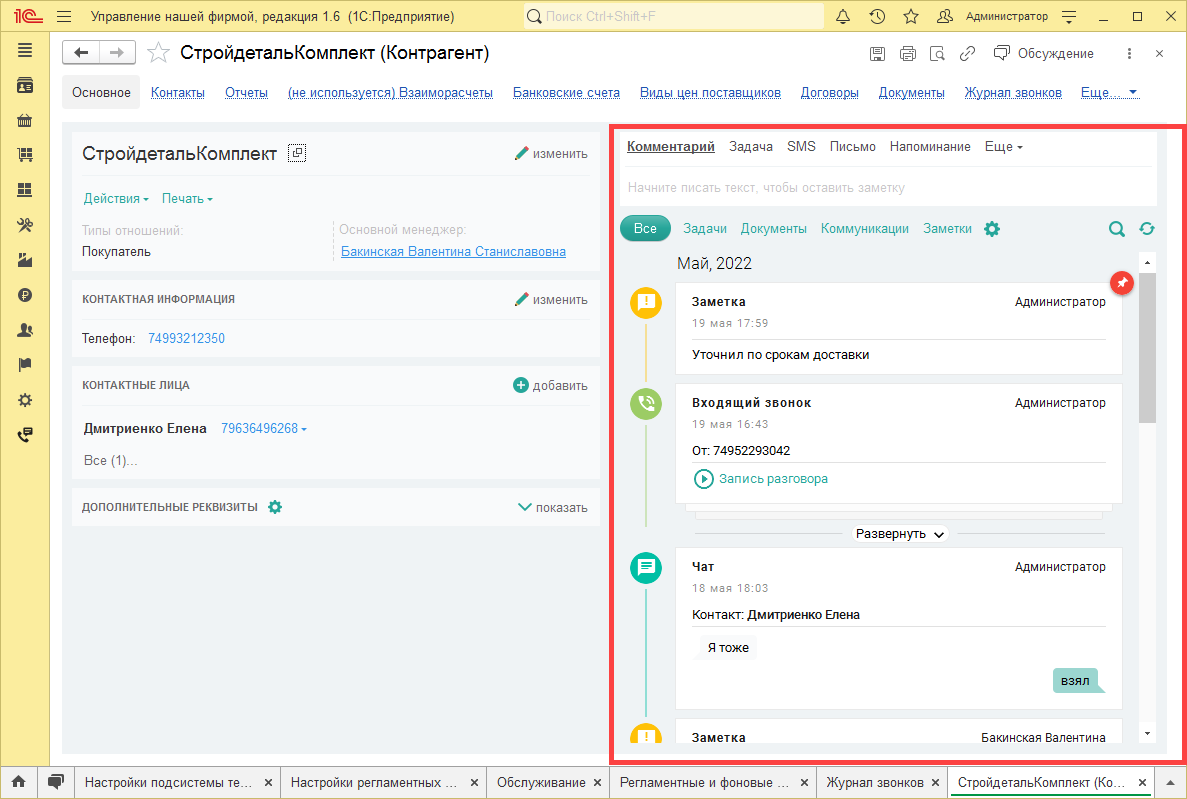 1С Управление нашей фирмой, редакция 1.6 (1С:Предприятие) Поиск Ctrl+Shift+F Администратор
СтройдетальКомплект (Контрагент) Обсуждение
Основное Контакты Отчеты (не используется) Взаиморасчеты Банковские счета Виды цен поставщиков Договоры Документы Журнал звонков Еще...
СтройдетальКомплект изменить
Действия Печать
Типы отношений:
Покупатель
Основной менеджер:
Бакинская Валентина Станиславовна
КОНТАКТНАЯ ИНФОРМАЦИЯ изменить
Телефон: 74993212350
КОНТАКТНЫЕ ЛИЦА добавить
Дмитриенко Елена 79636496268
Все (1)...
ДОПОЛНИТЕЛЬНЫЕ РЕКВИЗИТЫ показать
Комментарий Задача SMS Письмо Напоминание Еще
Начните писать текст, чтобы оставить заметку
Все Задачи Документы Коммуникации Заметки
Май, 2022
Заметка Администратор
19 мая 17:59
Уточнил по срокам доставки
Входящий звонок Администратор
19 мая 16:43
От: 74952293042
Запись разговора
Развернуть
Чат Администратор
18 мая 18:03
Контакт: Дмитриенко Елена
Я тоже
взял
Заметка Бакинская Валентина
Настройки подсистемы те... Настройки регламентных ... Обслуживание Регламентные и фоновые ... Журнал звонков СтройдетальКомплект (Ко...